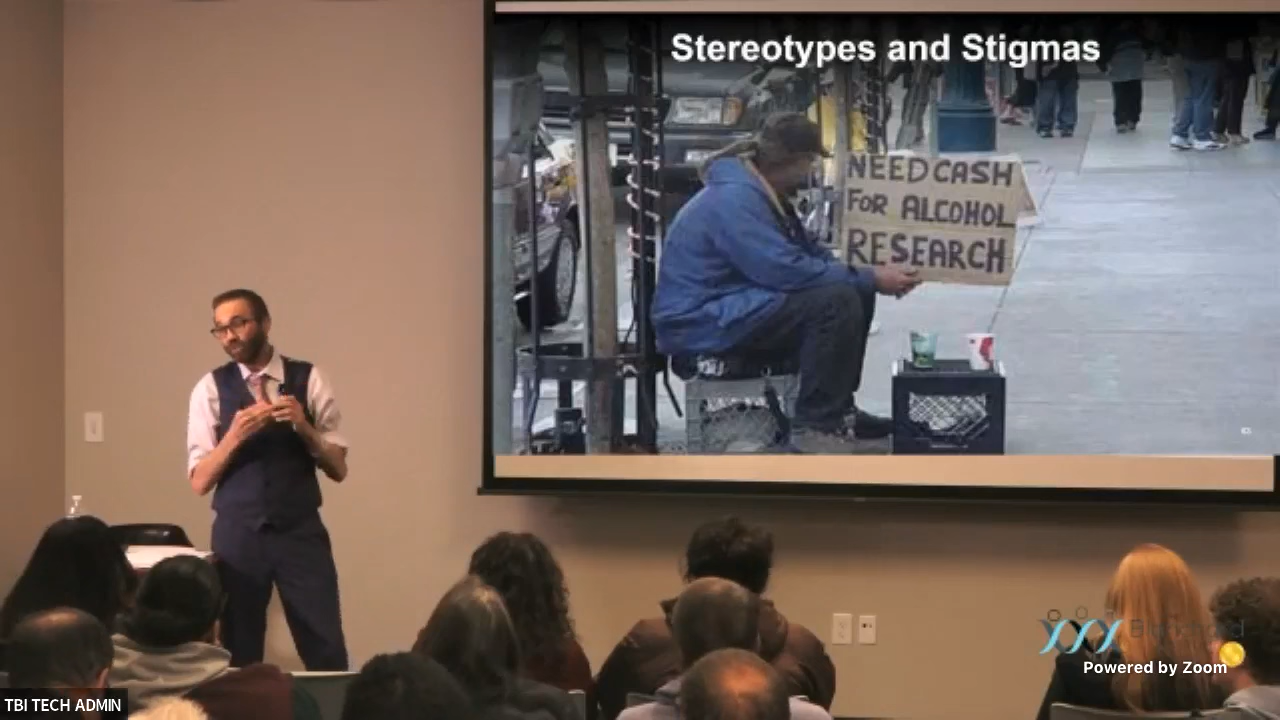 Stereotypes and Stigmas
NEED CASH
FOR ALCOHOL
RESEARCH
Powered by Zoom
TBI TECH ADMIN